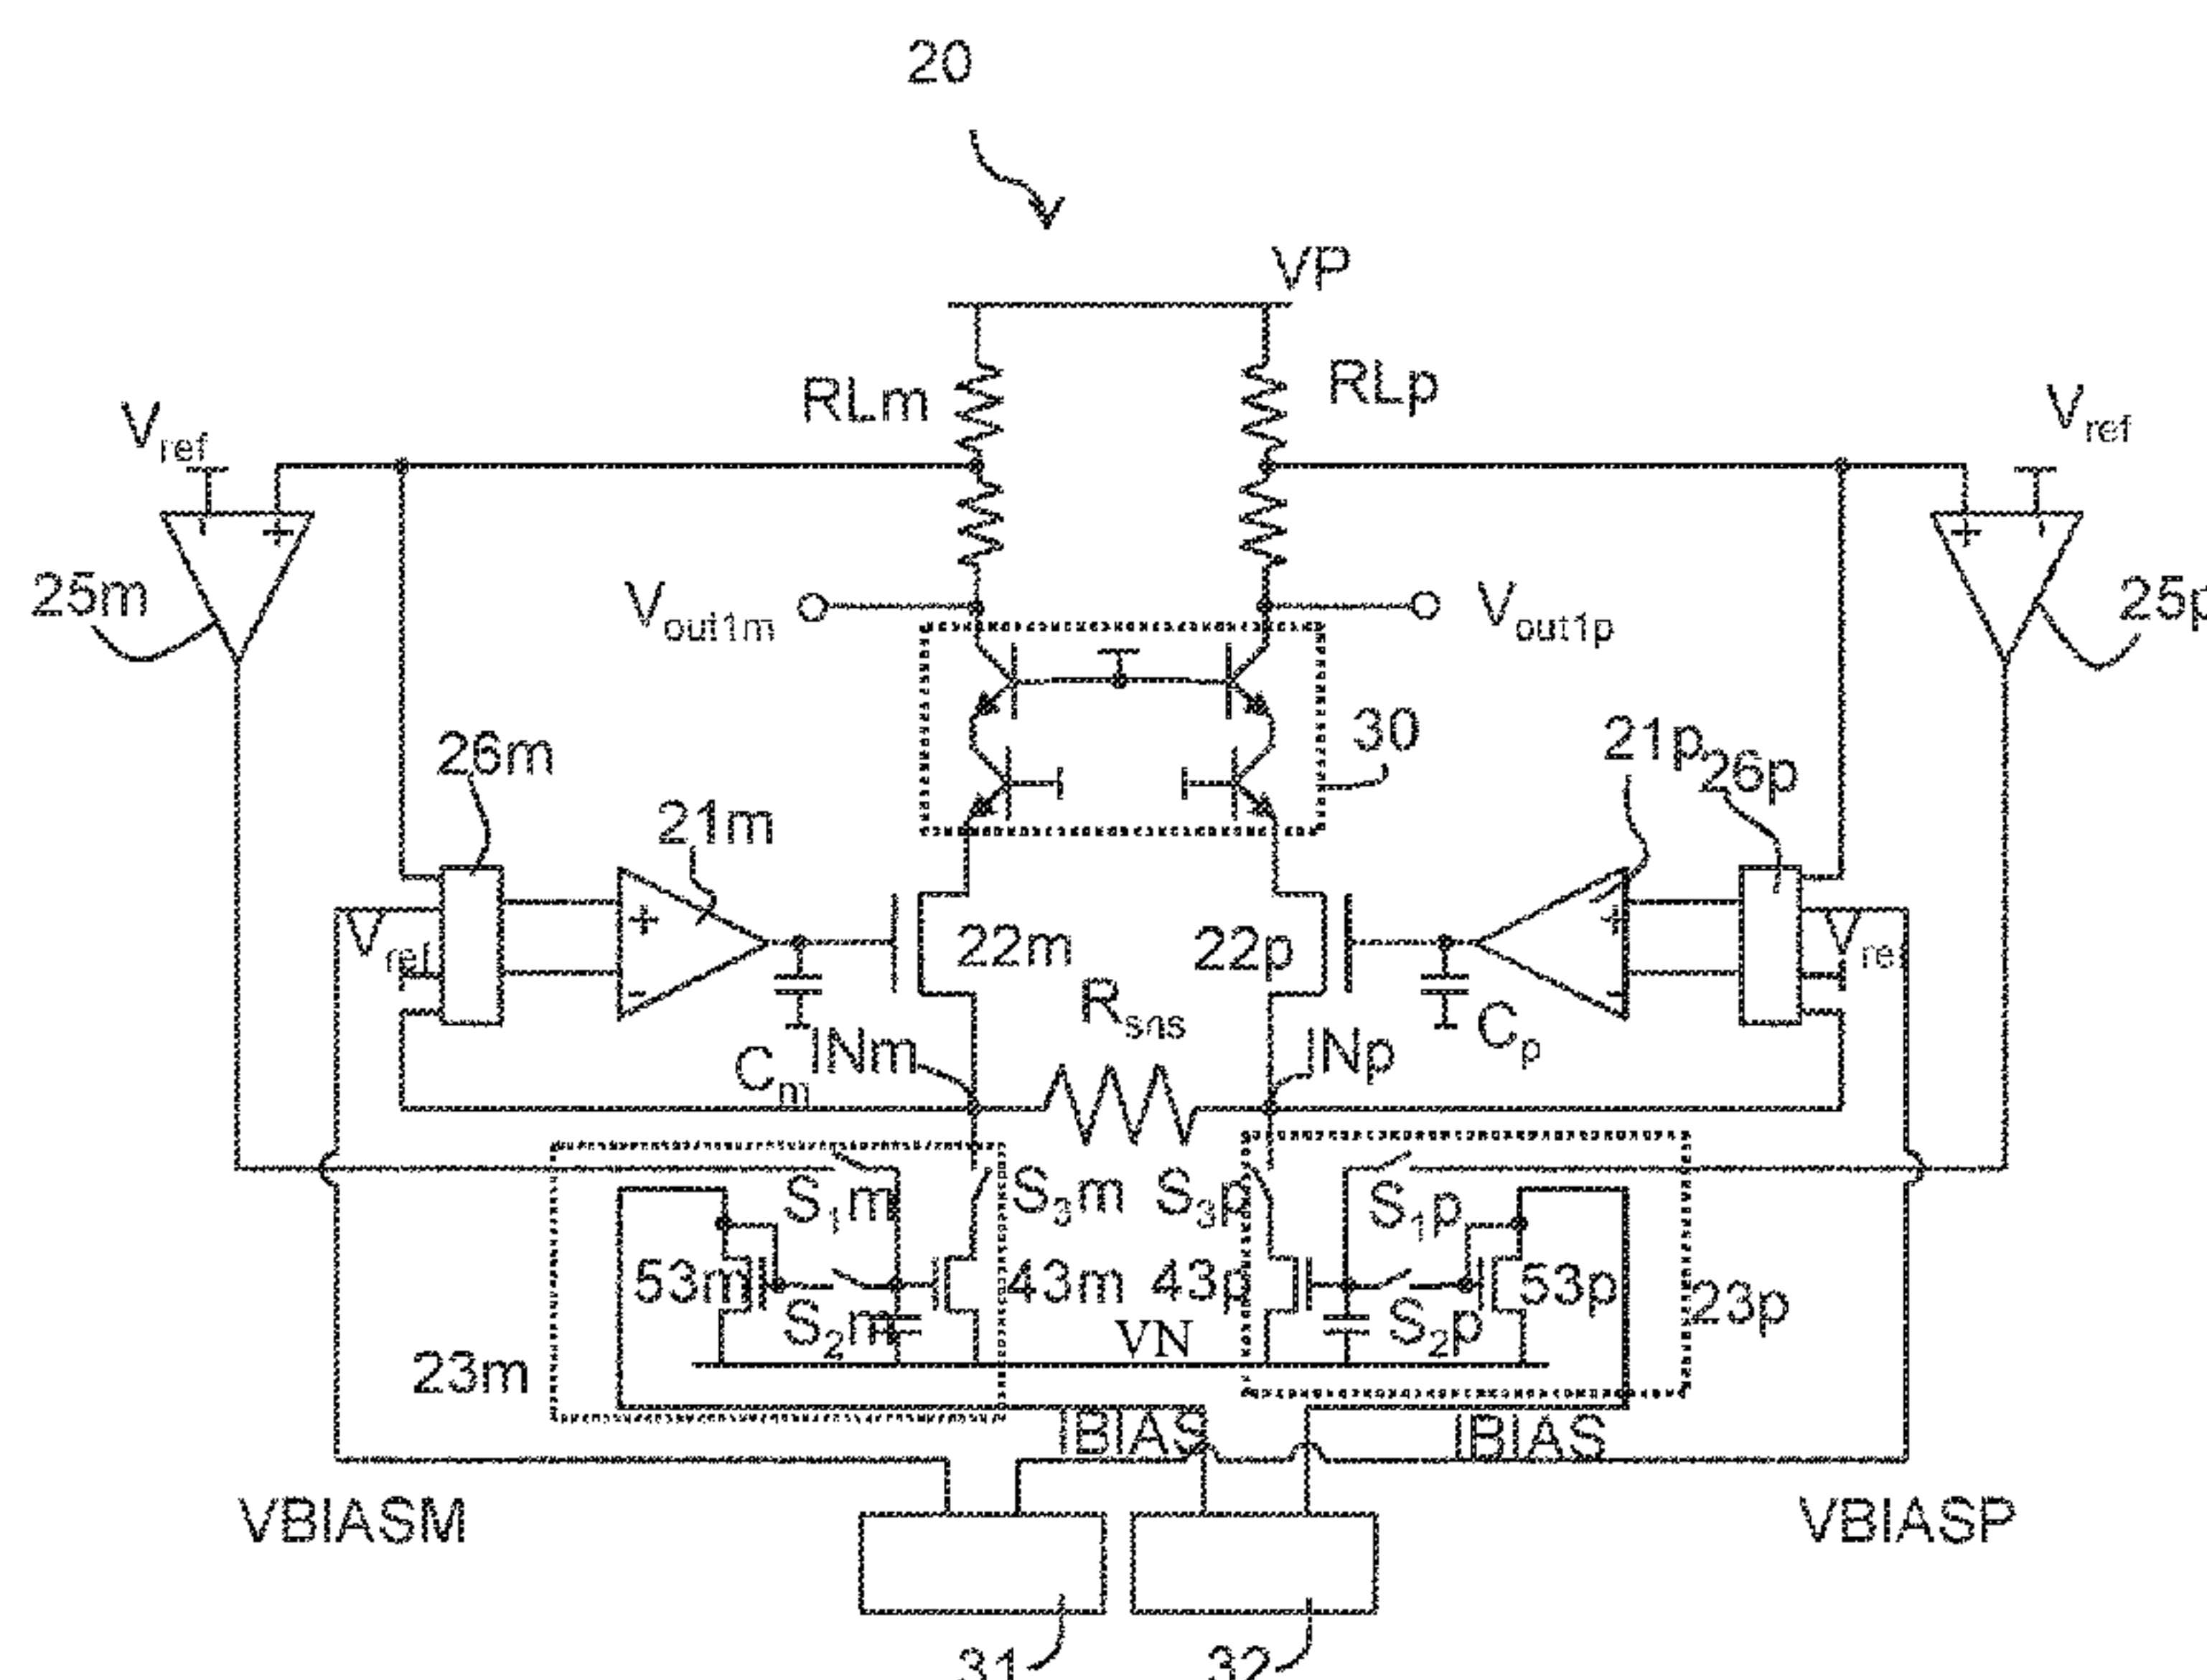 20
VP
RLm
RLp
Vref
Vref
25m
Vout1m
Vout1p
25p
30
26m
21p
26p
21m
22m
22p
Vref
Vre
Rsns
INm
INp
Cm
Cp
+
-
+
-
+
-
+
-
S1m
S3m
S3p
S1p
53m
43m
43p
53p
S2m
VN
S2p
23p
23m
IBIAS
IBIAS
VBIASM
VBIASP
31
32